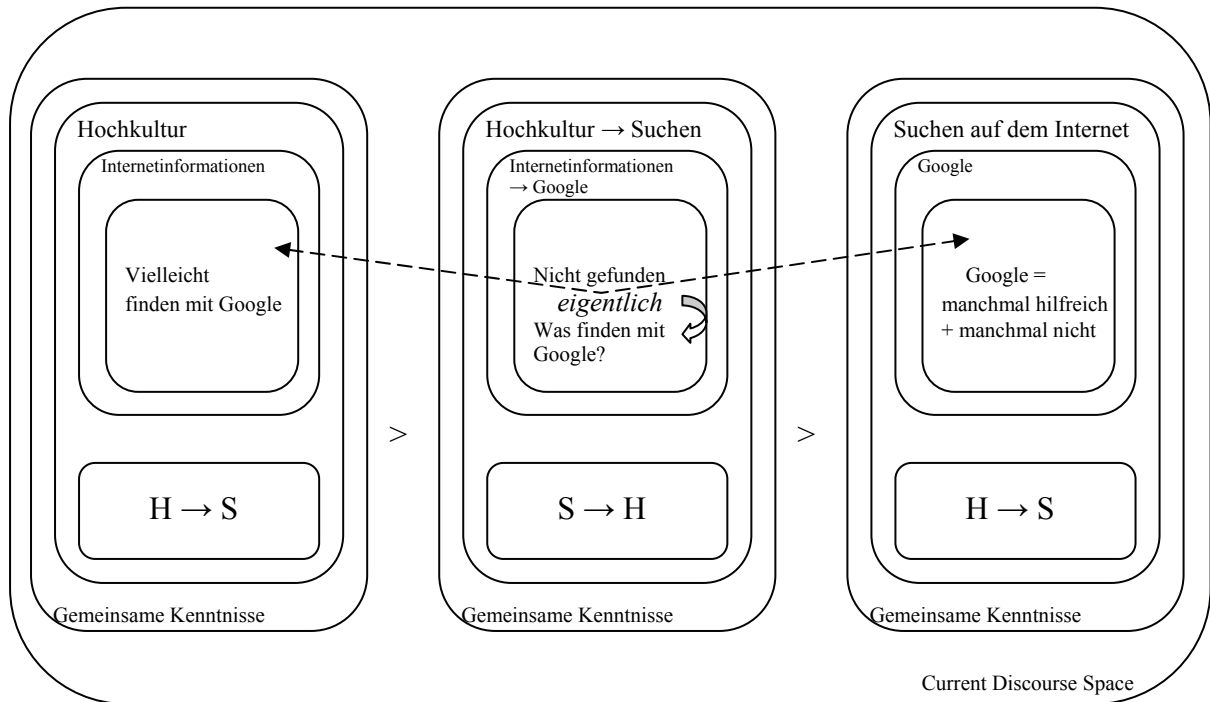 Hochkultur
Internetinformationen
Vielleicht
finden mit Google
H → S
Gemeinsame Kenntnisse
>
Hochkultur → Suchen
Internetinformationen
→ Google
Nicht gefunden
eigentlich
Was finden mit
Google?
S → H
Gemeinsame Kenntnisse
>
Suchen auf dem Internet
Google
Google =
manchmal hilfreich
+ manchmal nicht
H → S
Gemeinsame Kenntnisse
Current Discourse Space